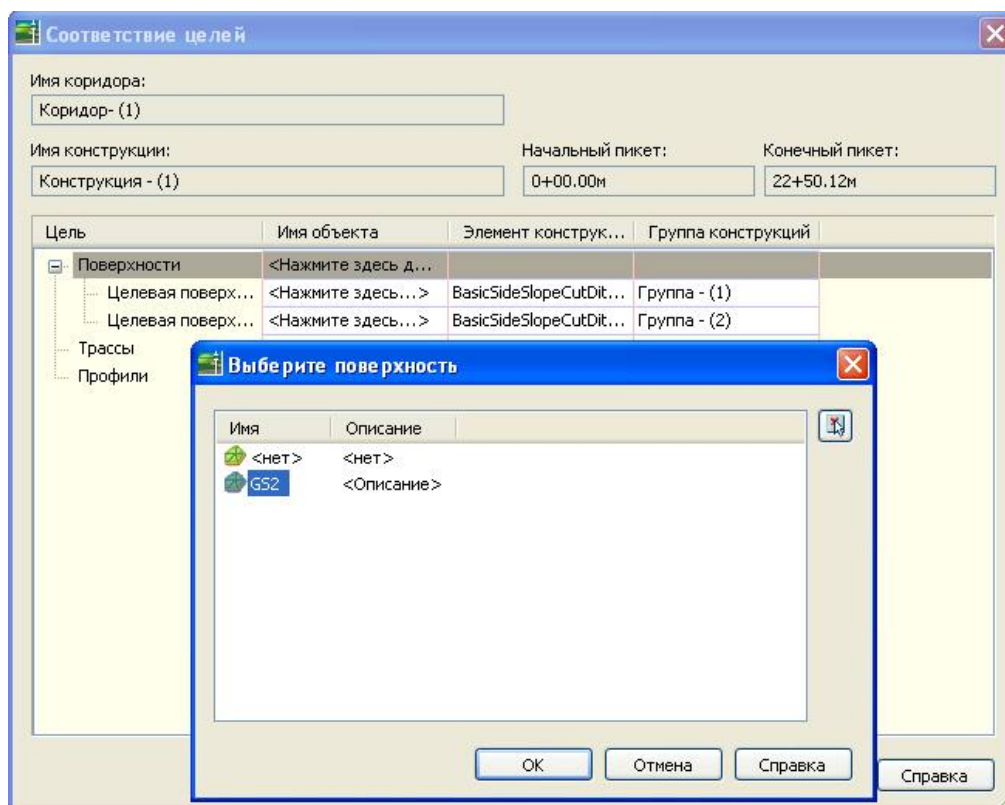 Соответствие целей
Имя коридора:
Коридор- (1)
Имя конструкции: Начальный пикет: Конечный пикет:
Конструкция - (1) 0+00.00м 22+50.12м
Цель Имя объекта Элемент конструк... Группа конструкций
Поверхности <Нажмите здесь д...
Целевая поверх... <Нажмите здесь...> BasicSideSlopeCutDit... Группа - (1)
Целевая поверх... <Нажмите здесь...> BasicSideSlopeCutDit... Группа - (2)
Трассы
Профили
Выберите поверхность
Имя Описание
<нет> <нет>
GS2 <Описание>
OK Отмена Справка
Справка